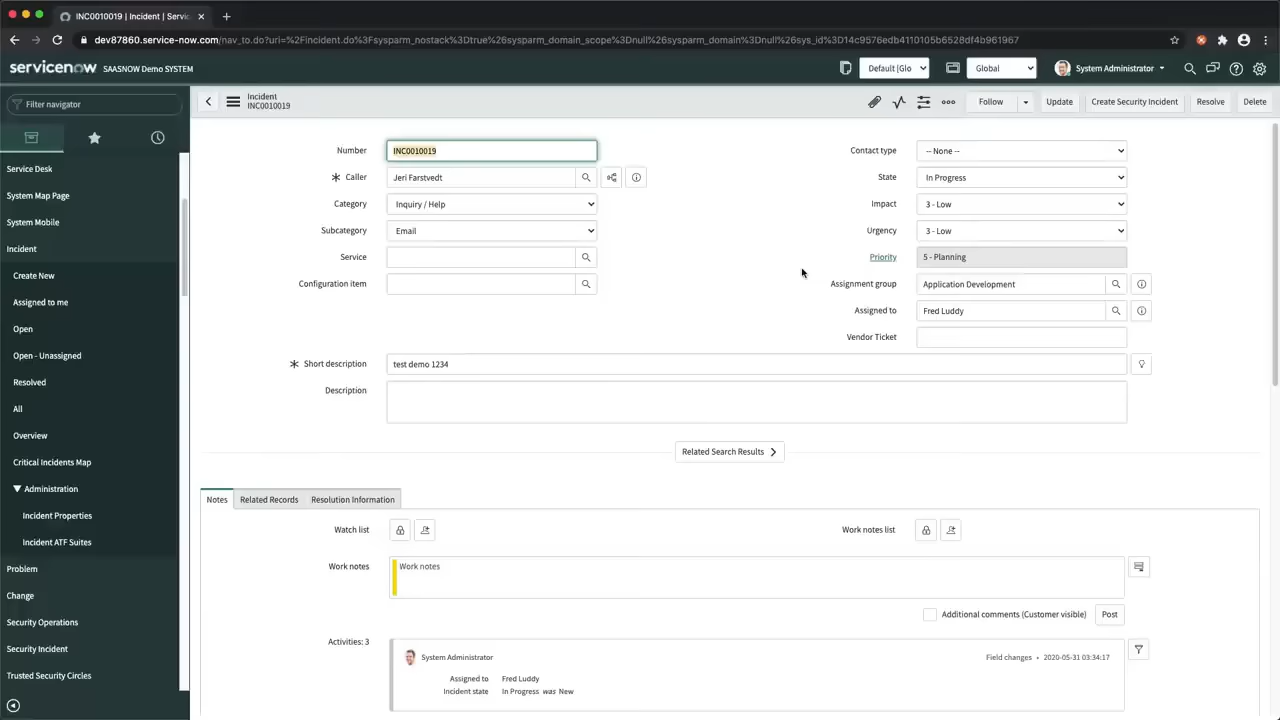 INC0010019 | Incident | Servic
dev87860.service-now.com/nav_to.do?uri=%2Fincident.do%3Fsysparm_nostack%3Dtrue%26sysparm_domain_scope%3Dnull%26sysparm_domain%3Dnull%26sys_id%3D14c9576edb4110105b6528df4b961967
servicenow SAASNOW Demo SYSTEM
Default [Glo
Global
System Administrator
Filter navigator
Service Desk
System Map Page
System Mobile
Incident
Create New
Assigned to me
Open
Open - Unassigned
Resolved
All
Overview
Critical Incidents Map
Administration
Incident Properties
Incident ATF Suites
Problem
Change
Security Operations
Security Incident
Trusted Security Circles
Incident
INC0010019
Follow
Update
Create Security Incident
Resolve
Delete
Number INC0010019
Caller Jeri Farstvedt
Category Inquiry / Help
Subcategory Email
Service
Configuration item
Contact type -- None --
State In Progress
Impact 3 - Low
Urgency 3 - Low
Priority 5 - Planning
Assignment group Application Development
Assigned to Fred Luddy
Vendor Ticket
Short description test demo 1234
Description
Related Search Results
Notes Related Records Resolution Information
Watch list
Work notes list
Work notes Work notes
Additional comments (Customer visible) Post
Activities: 3
System Administrator Field changes • 2020-05-31 03:34:17
Assigned to Fred Luddy
Incident state In Progress was New